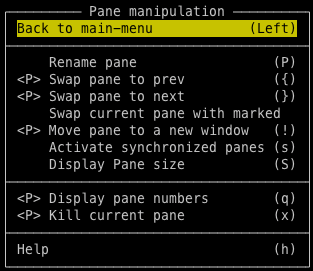 Pane manipulation
Back to main-menu (Left)
Rename pane (P)
<P> Swap pane to prev ({)
<P> Swap pane to next (})
Swap current pane with marked
<P> Move pane to a new window (!)
Activate synchronized panes (s)
Display Pane size (S)
<P> Display pane numbers (q)
<P> Kill current pane (x)
Help (h)